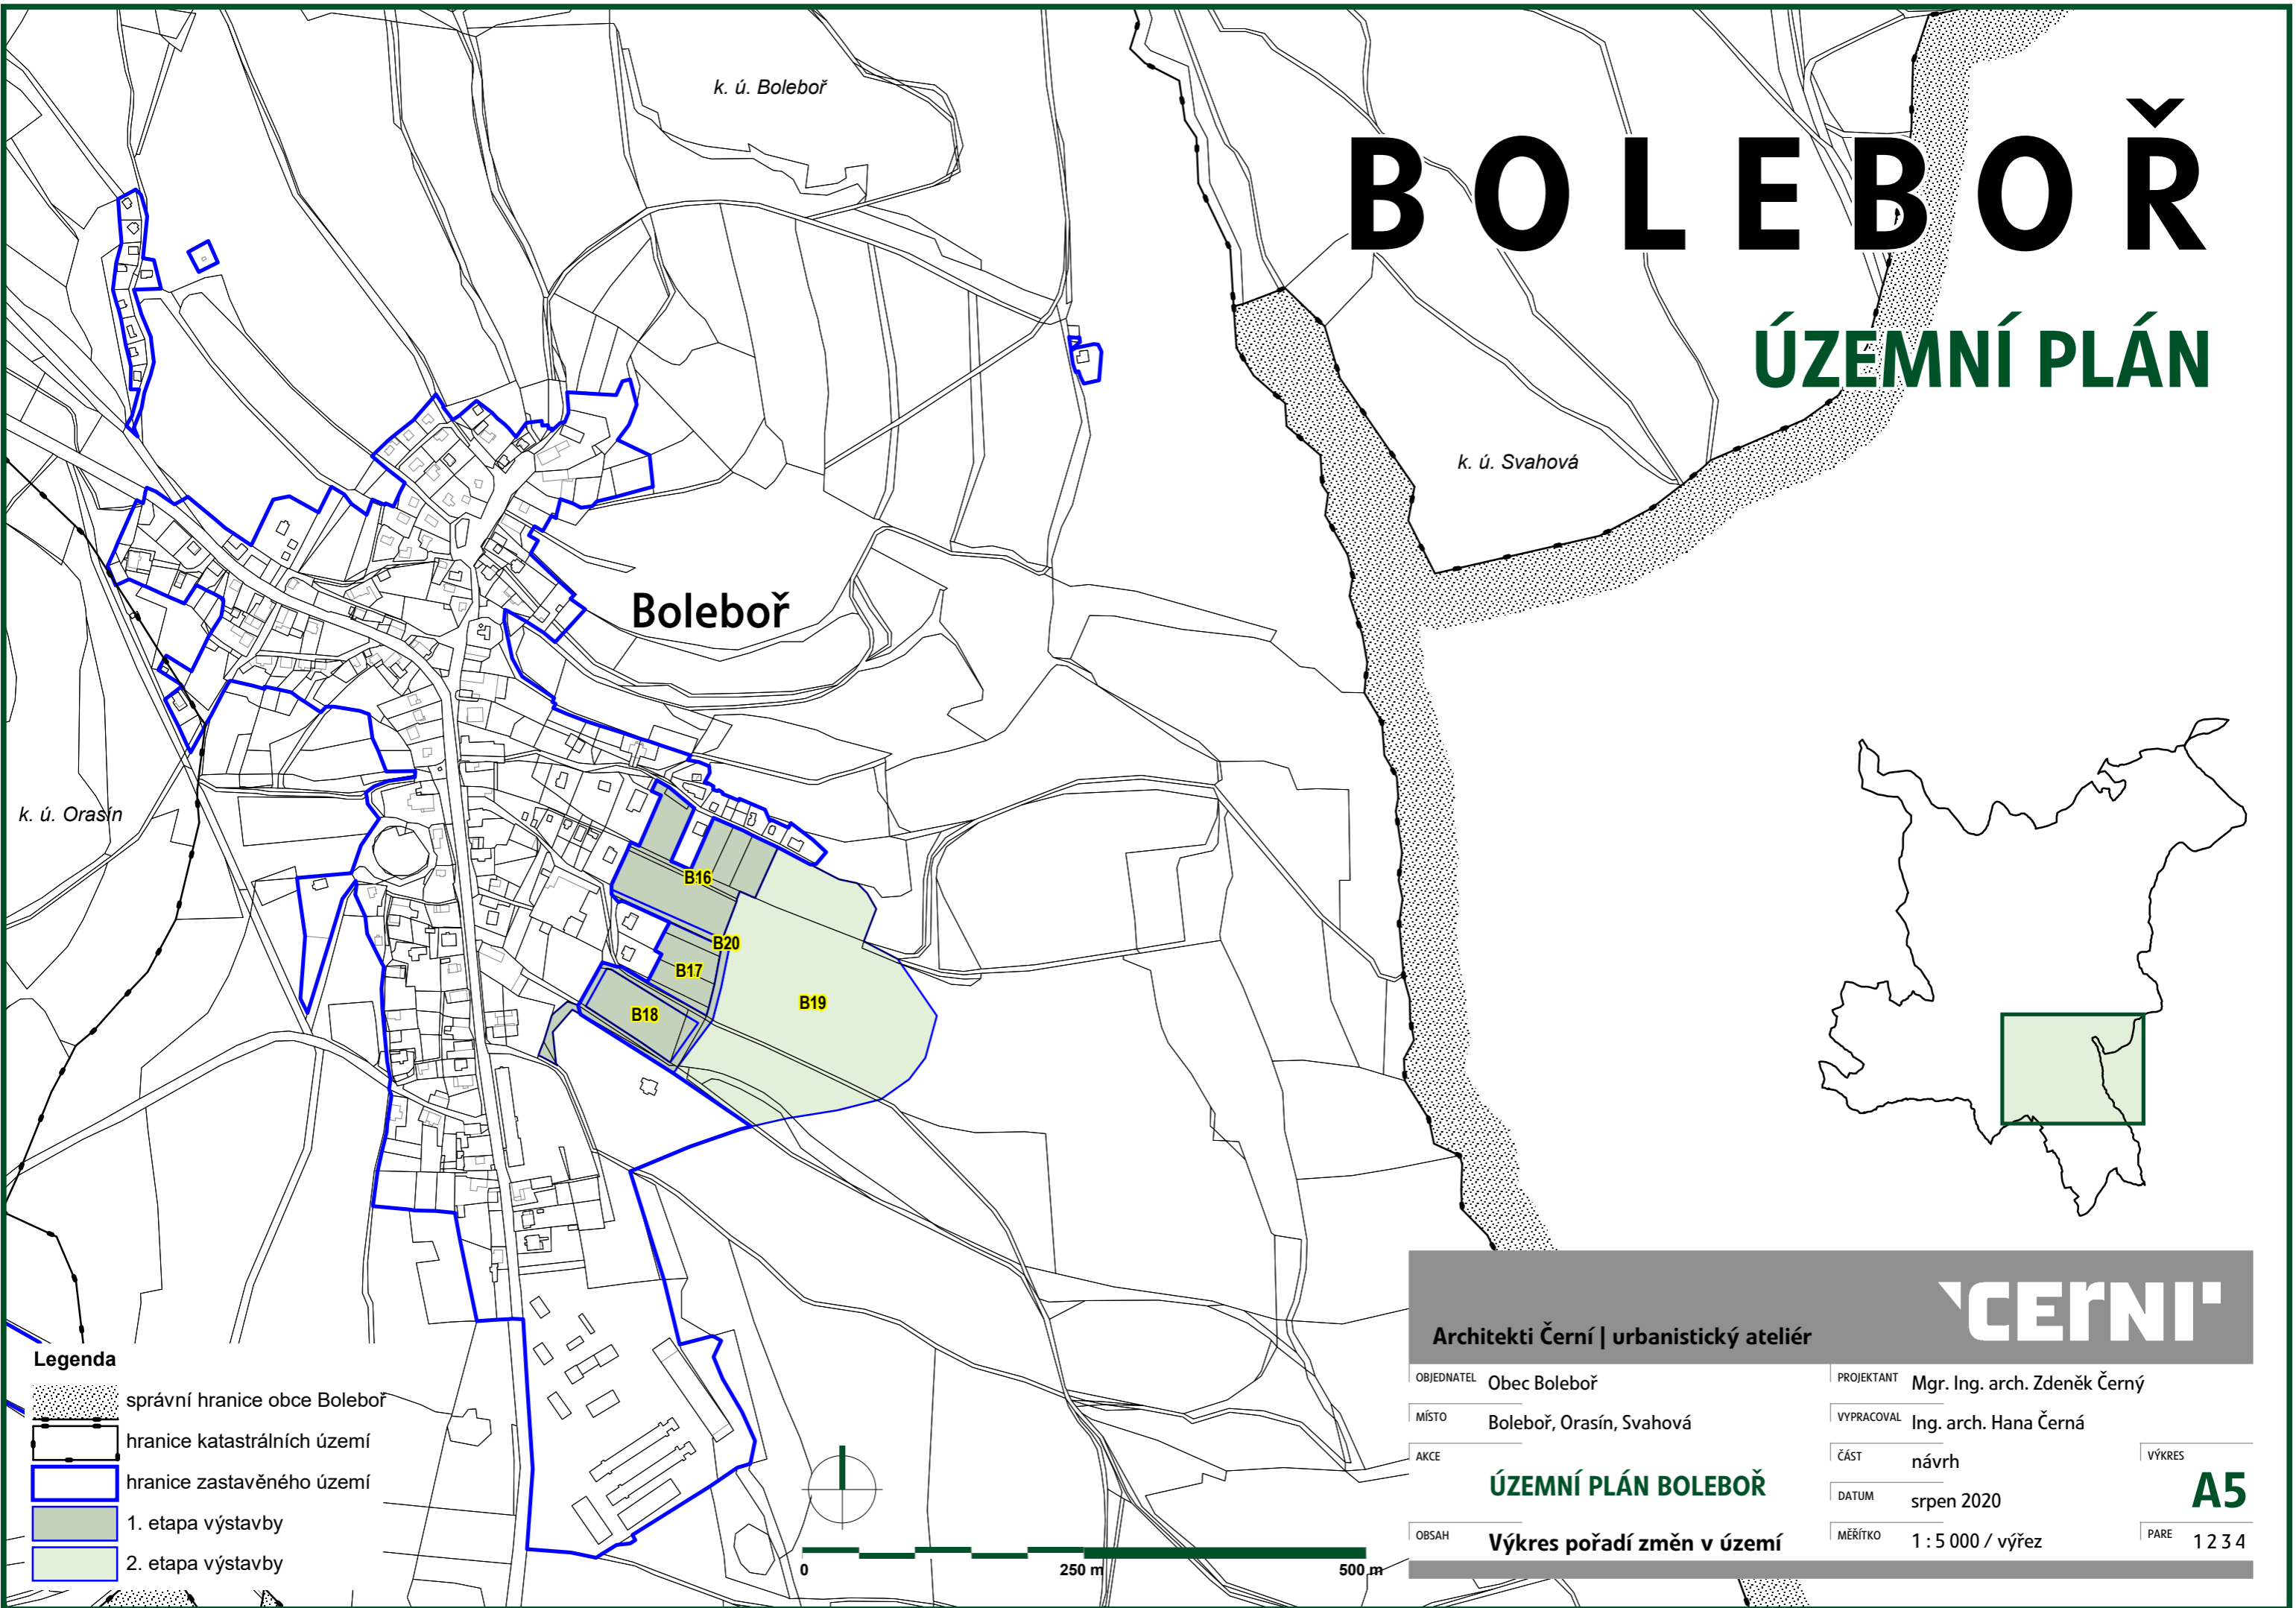 k. ú. Boleboř
BOLEBOŘ
ÚZEMNÍ PLÁN
k. ú. Svahová
Boleboř
k. ú. Orasín
B16
B20
B17
B19
B18
Legenda
správní hranice obce Boleboř
hranice katastrálních území
hranice zastavěného území
1. etapa výstavby
2. etapa výstavby
0 250 m 500 m
CErNI
Architekti Černí | urbanistický ateliér
OBJEDNATEL Obec Boleboř
PROJEKTANT Mgr. Ing. arch. Zdeněk Černý
MÍSTO Boleboř, Orasín, Svahová
VYPRACOVAL Ing. arch. Hana Černá
AKCE ÚZEMNÍ PLÁN BOLEBOŘ
ČÁST návrh
VÝKRES A5
DATUM srpen 2020
OBSAH Výkres pořadí změn v území
MĚŘÍTKO 1 : 5 000 / výřez
PARE 1 2 3 4